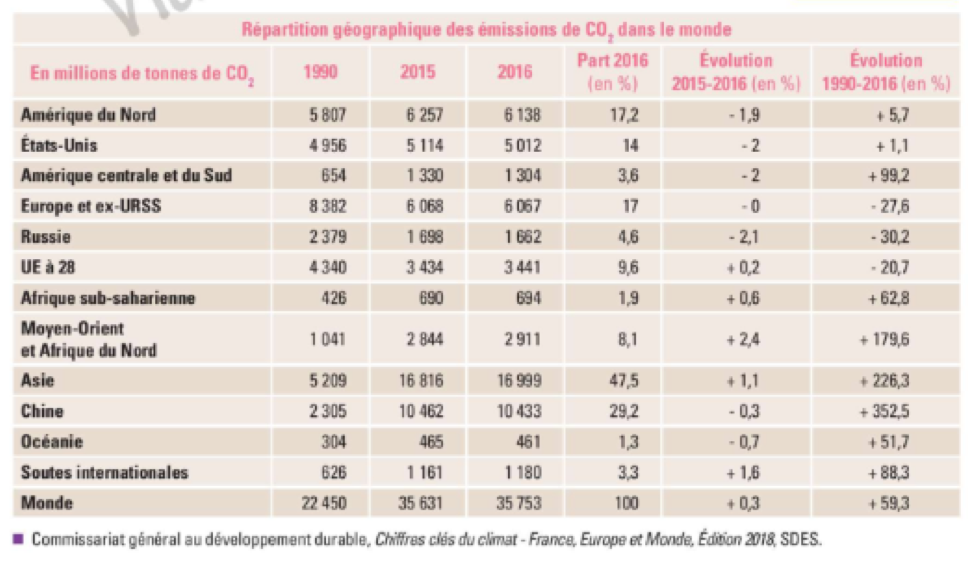 Répartition géographique des émissions de CO2 dans le monde
En millions de tonnes de CO2 1990 2015 2016 Part 2016 (en %) Évolution 2015-2016 (en %) Évolution 1990-2016 (en %)
Amérique du Nord 5 807 6 257 6 138 17,2 - 1,9 + 5,7
États-Unis 4 956 5 114 5 012 14 - 2 + 1,1
Amérique centrale et du Sud 654 1 330 1 304 3,6 - 2 + 99,2
Europe et ex-URSS 8 382 6 068 6 067 17 - 0 - 27,6
Russie 2 379 1 698 1 662 4,6 - 2,1 - 30,2
UE à 28 4 340 3 434 3 441 9,6 + 0,2 - 20,7
Afrique sub-saharienne 426 690 694 1,9 + 0,6 + 62,8
Moyen-Orient
et Afrique du Nord 1 041 2 844 2 911 8,1 + 2,4 + 179,6
Asie 5 209 16 816 16 999 47,5 + 1,1 + 226,3
Chine 2 305 10 462 10 433 29,2 - 0,3 + 352,5
Océanie 304 465 461 1,3 - 0,7 + 51,7
Soutes internationales 626 1 161 1 180 3,3 + 1,6 + 88,3
Monde 22 450 35 631 35 753 100 + 0,3 + 59,3
■ Commissariat général au développement durable, Chiffres clés du climat - France, Europe et Monde, Édition 2018, SDES.